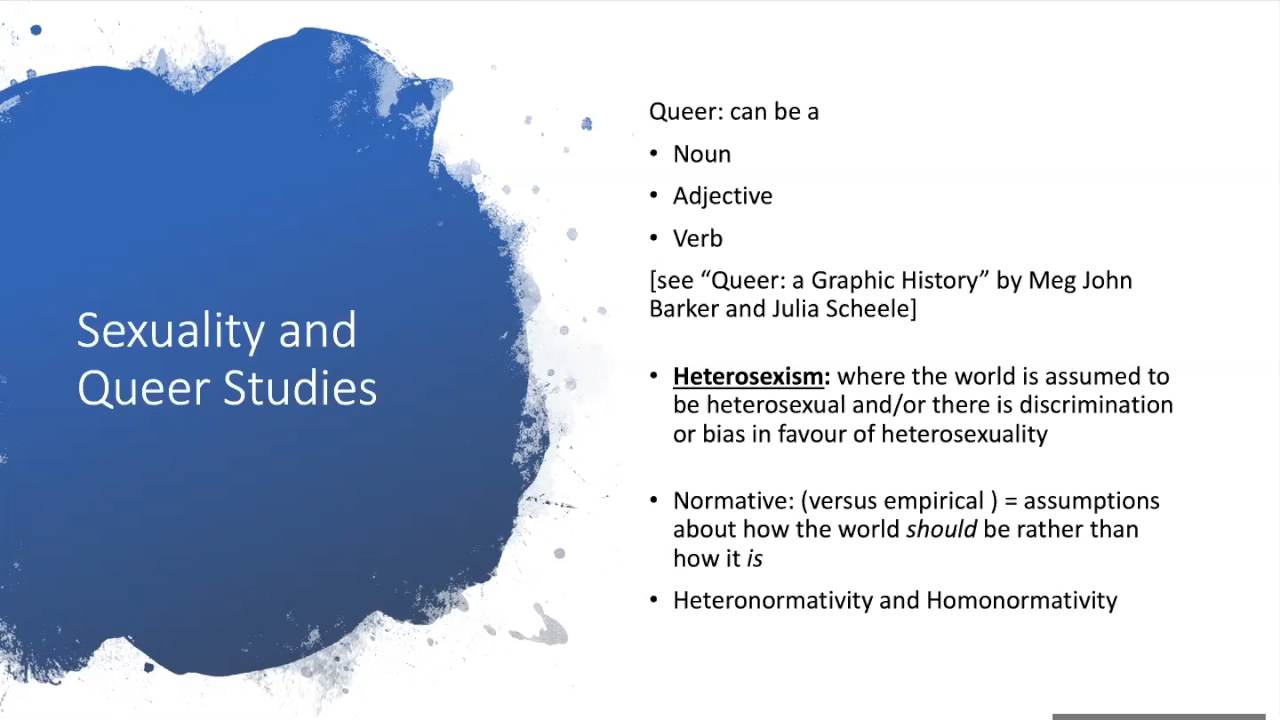 Sexuality and
Queer Studies
Queer: can be a
• Noun
• Adjective
• Verb
[see “Queer: a Graphic History” by Meg John
Barker and Julia Scheele]
• Heterosexism: where the world is assumed to
be heterosexual and/or there is discrimination
or bias in favour of heterosexuality
• Normative: (versus empirical ) = assumptions
about how the world should be rather than
how it is
• Heteronormativity and Homonormativity